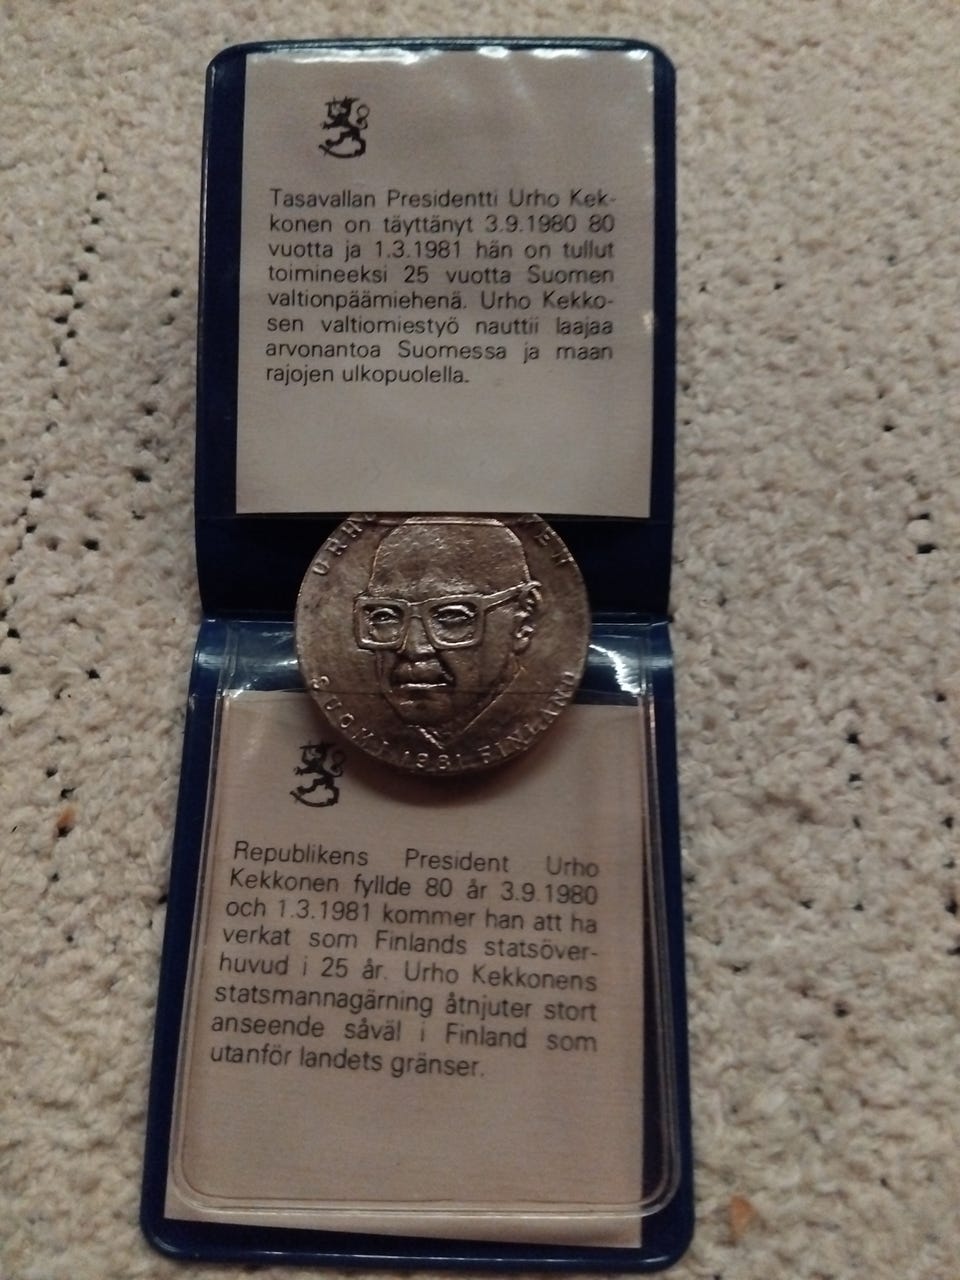 Tasavallan Presidentti Urho Kek-
konen on täyttänyt 3.9.1980 80
vuotta ja 1.3.1981 hän on tullut
toimineeksi 25 vuotta Suomen
valtionpäämiehenä. Urho Kekko-
sen valtiomiestyö nauttii laajaa
arvonantoa Suomessa ja maan
rajojen ulkopuolella.
SUOMI 1981 FINLAND
Republikens President Urho
Kekkonen fyllde 80 år 3.9.1980
och 1.3.1981 kommer han att ha
verkat som Finlands statsöver-
huvud i 25 år. Urho Kekkonens
statsmannagärning åtnjuter stort
anseende såväl i Finland som
utanför landets gränser.